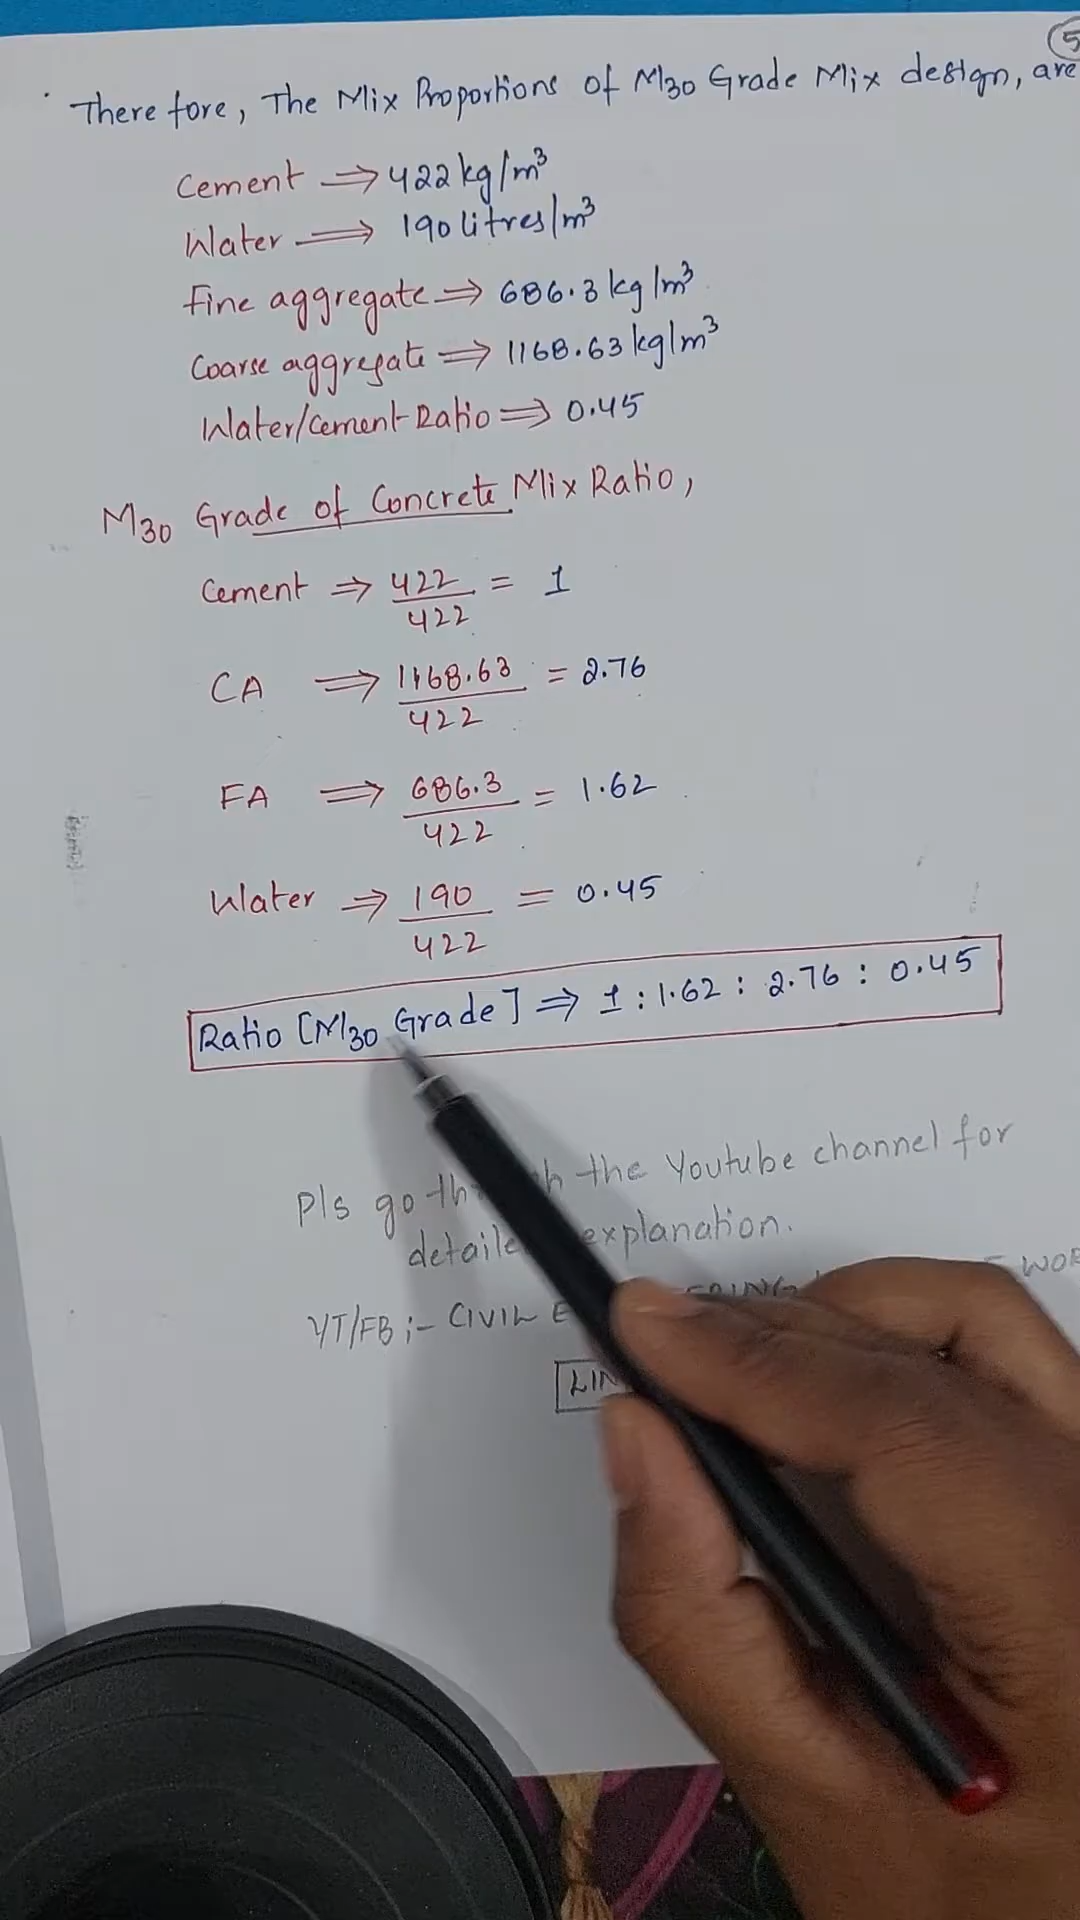 5
Therefore, The Mix Proportions of M30 Grade Mix design, are
Cement ⟹ 422 kg/m³
Water ⟹ 190 litres/m³
Fine aggregate ⟹ 686.3 kg/m³
Coarse aggregate ⟹ 1168.63 kg/m³
Water/Cement Ratio ⟹ 0.45
M30 Grade of Concrete Mix Ratio,
Cement ⟹ 422/422 = 1
CA ⟹ 1168.63/422 = 2.76
FA ⟹ 686.3/422 = 1.62
Water ⟹ 190/422 = 0.45
Ratio [M30 Grade] ⟹ 1 : 1.62 : 2.76 : 0.45
Pls go the Youtube channel for
explanation.
YT/FB :- CIVIL